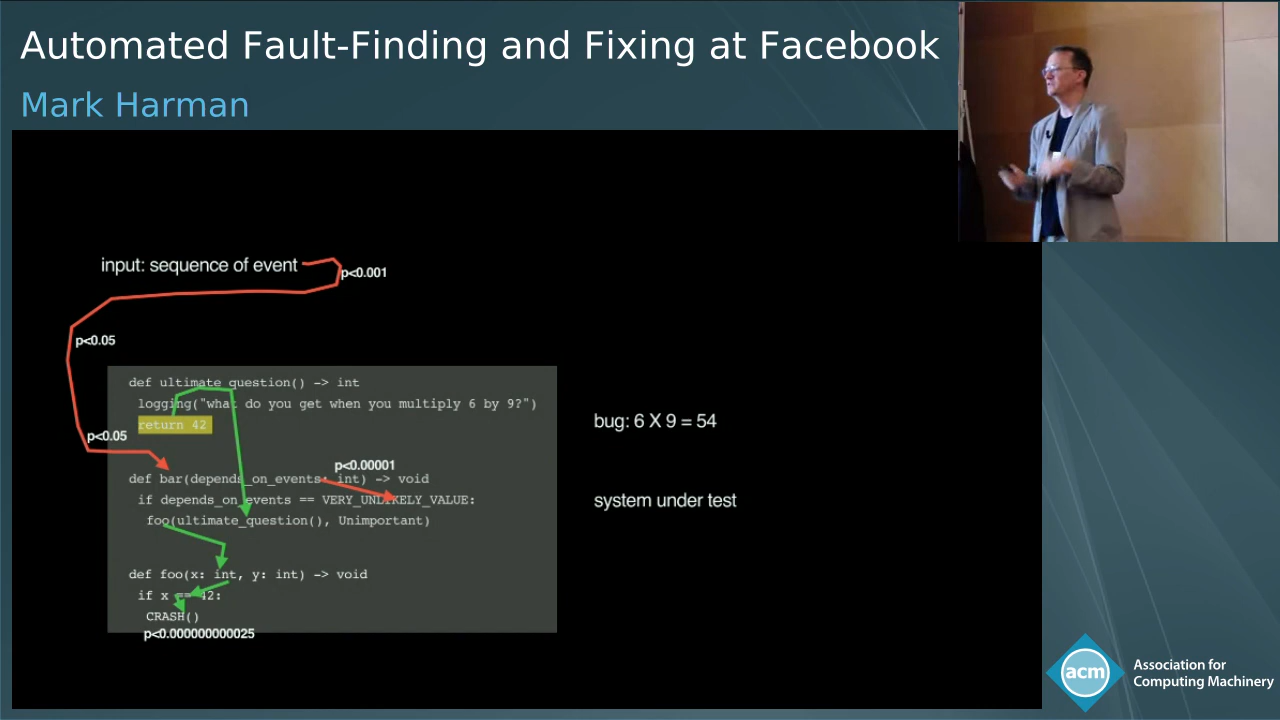 Automated Fault-Finding and Fixing at Facebook
Mark Harman
input: sequence of event
p<0.001
p<0.05
def ultimate_question() -> int
logging("what do you get when you multiply 6 by 9?")
return 42
p<0.05
p<0.00001
def bar(depends_on_events: int) -> void
if depends_on_events == VERY_UNLIKELY_VALUE:
foo(ultimate_question(), Unimportant)
def foo(x: int, y: int) -> void
if x == 42:
CRASH()
p<0.000000000025
bug: 6 X 9 = 54
system under test
acm
Association for
Computing Machinery